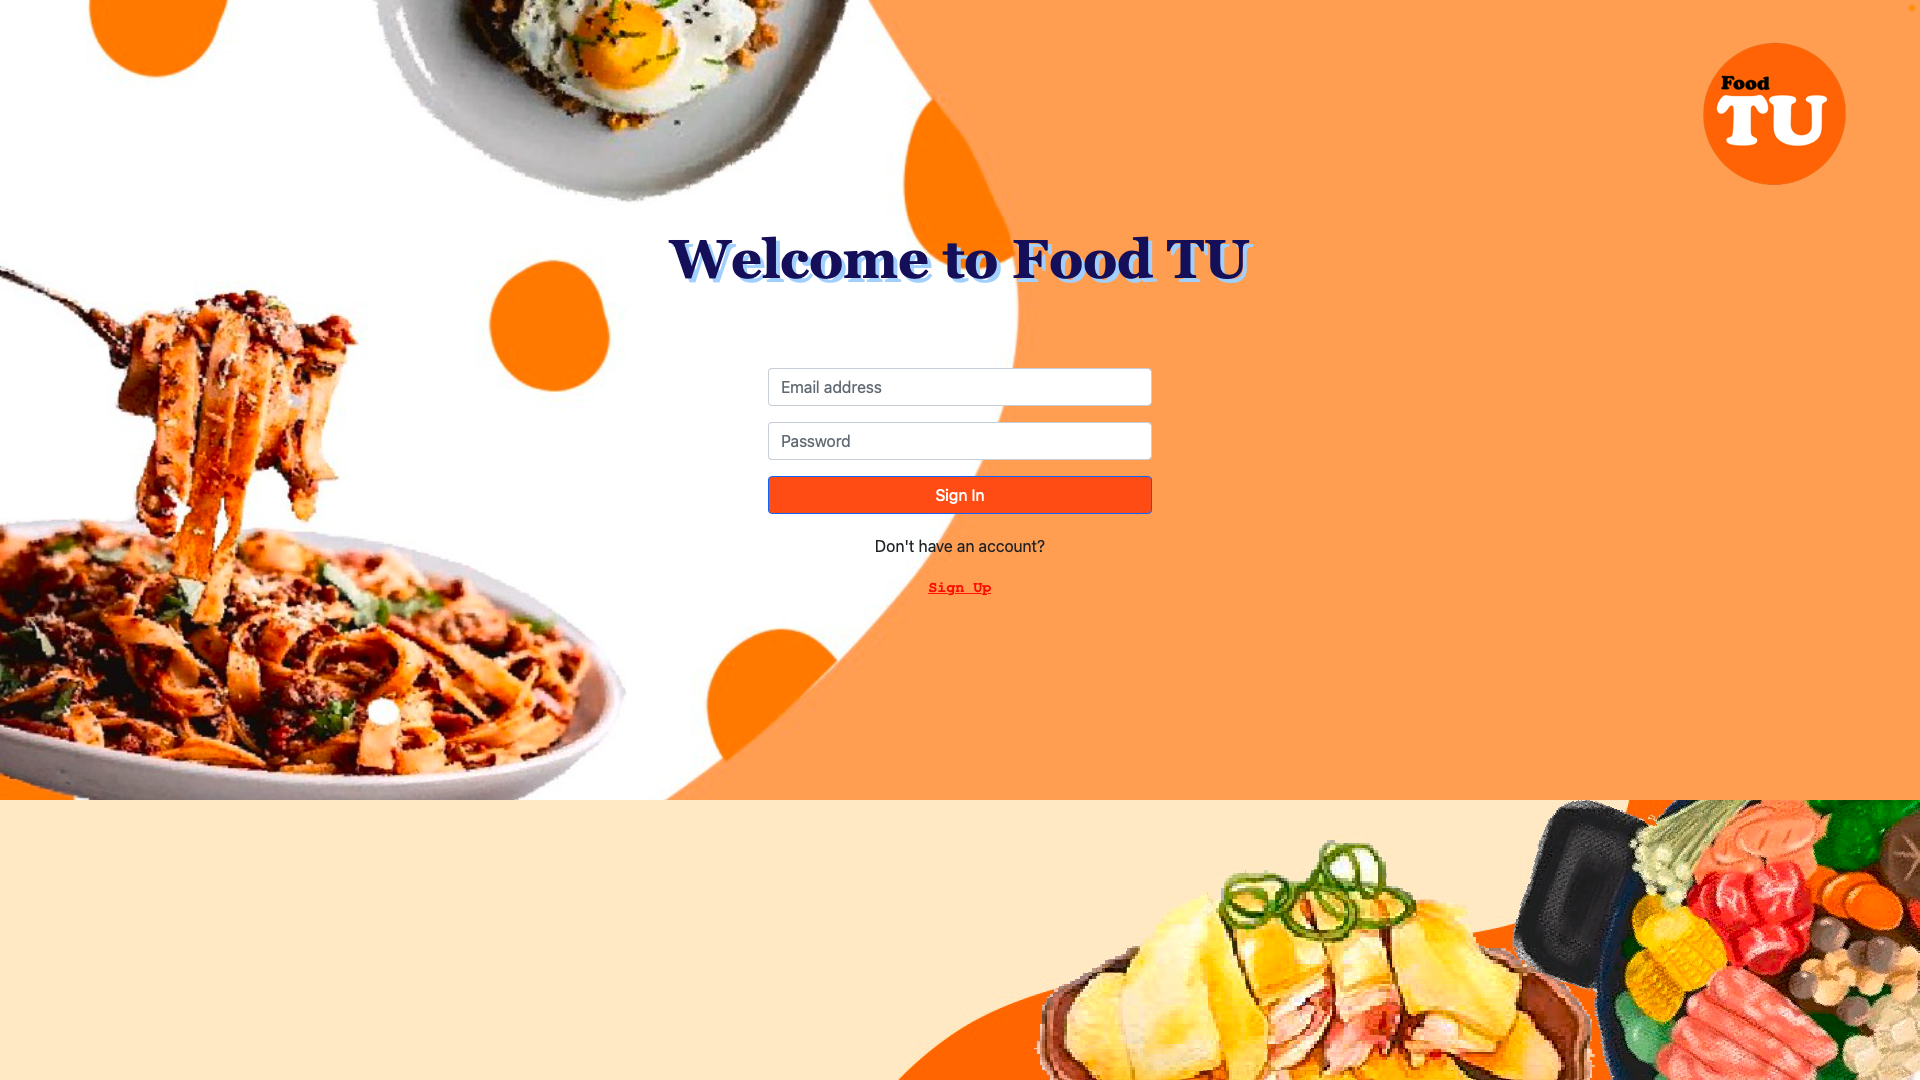 Food
TU
Welcome to Food TU
Email address
Password
Sign In
Don't have an account?
Sign Up